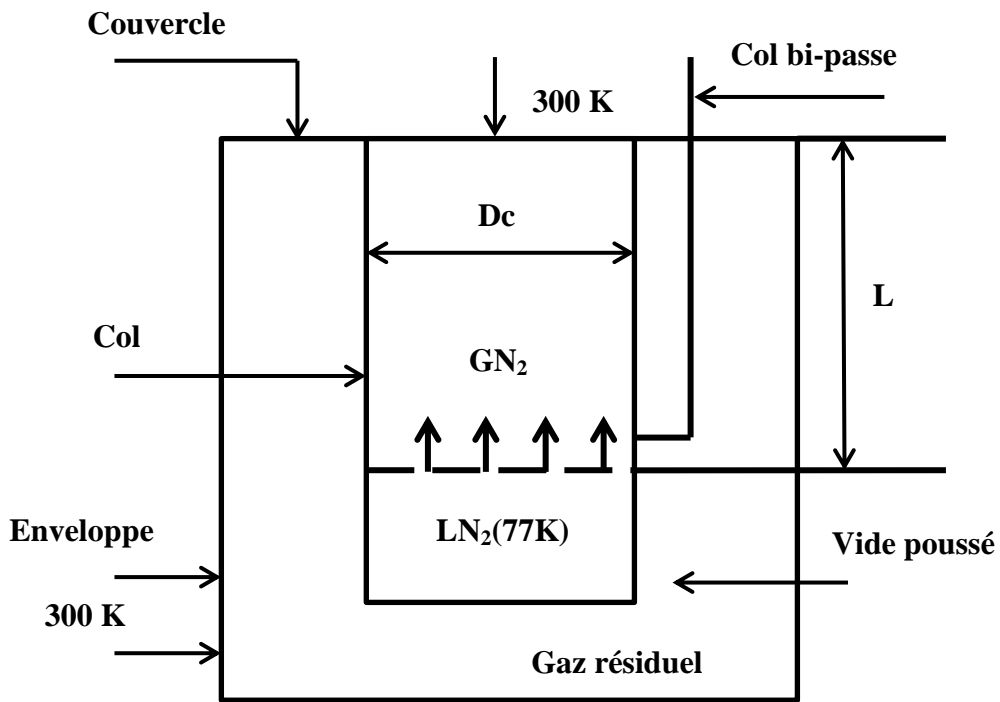 Couvercle
Col bi-passe
300 K
Dc
L
Col
GN₂
LN₂(77K)
Enveloppe
Vide poussé
300 K
Gaz résiduel